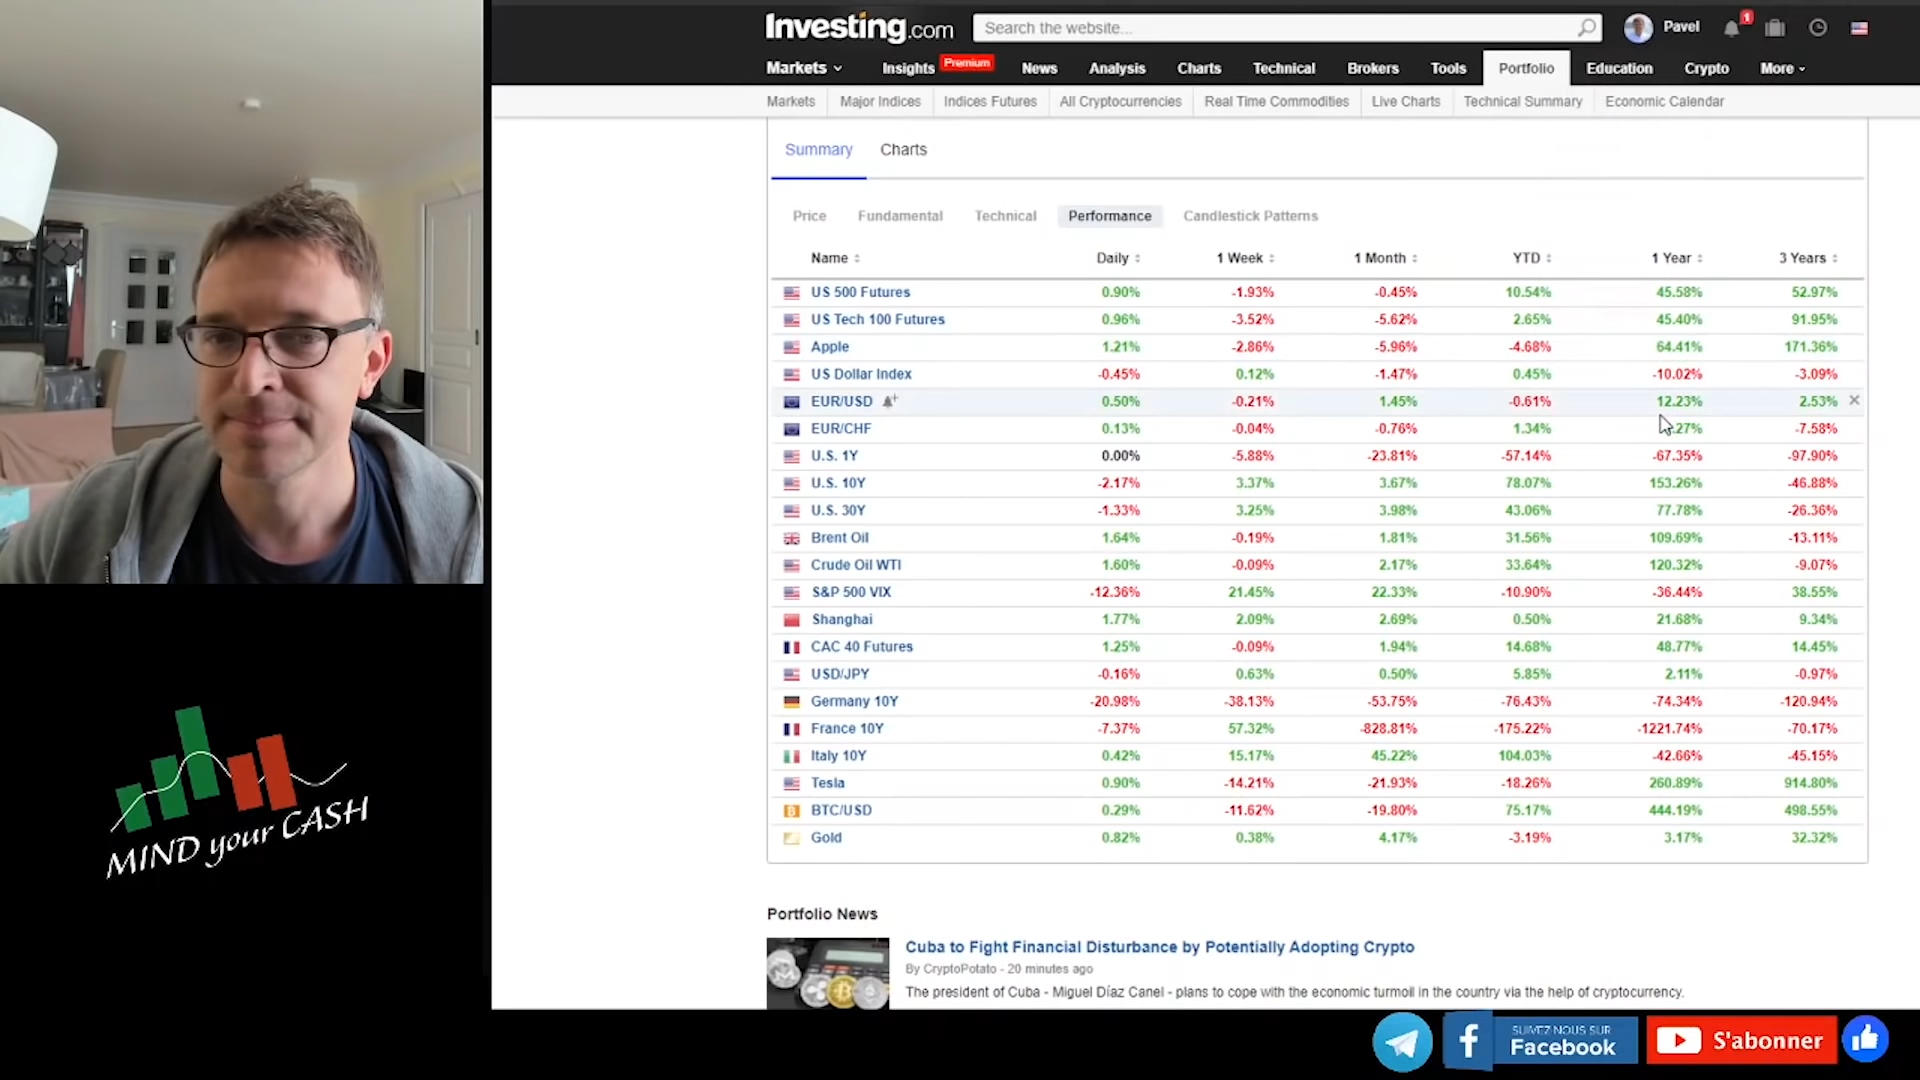 Investing.com
Search the website...
Pavel
1
Markets
Insights
Premium
News
Analysis
Charts
Technical
Brokers
Tools
Portfolio
Education
Crypto
More
Markets
Major Indices
Indices Futures
All Cryptocurrencies
Real Time Commodities
Live Charts
Technical Summary
Economic Calendar
Summary
Charts
Price
Fundamental
Technical
Performance
Candlestick Patterns
Name Daily 1 Week 1 Month YTD 1 Year 3 Years
US 500 Futures 0.90% -1.93% -0.45% 10.54% 45.58% 52.97%
US Tech 100 Futures 0.96% -3.52% -5.62% 2.65% 45.40% 91.95%
Apple 1.21% -2.86% -5.96% -4.68% 64.41% 171.36%
US Dollar Index -0.45% 0.12% -1.47% 0.45% -10.02% -3.09%
EUR/USD 0.50% -0.21% 1.45% -0.61% 12.23% 2.53%
EUR/CHF 0.13% -0.04% -0.76% 1.34% .27% -7.58%
U.S. 1Y 0.00% -5.88% -23.81% -57.14% -67.35% -97.90%
U.S. 10Y -2.17% 3.37% 3.67% 78.07% 153.26% -46.88%
U.S. 30Y -1.33% 3.25% 3.98% 43.06% 77.78% -26.36%
Brent Oil 1.64% -0.19% 1.81% 31.56% 109.69% -13.11%
Crude Oil WTI 1.60% -0.09% 2.17% 33.64% 120.32% -9.07%
S&P 500 VIX -12.36% 21.45% 22.33% -10.90% -36.44% 38.55%
Shanghai 1.77% 2.09% 2.69% 0.50% 21.68% 9.34%
CAC 40 Futures 1.25% -0.09% 1.94% 14.68% 48.77% 14.45%
USD/JPY -0.16% 0.63% 0.50% 5.85% 2.11% -0.97%
Germany 10Y -20.98% -38.13% -53.75% -76.43% -74.34% -120.94%
France 10Y -7.37% 57.32% -828.81% -175.22% -1221.74% -70.17%
Italy 10Y 0.42% 15.17% 45.22% 104.03% -42.66% -45.15%
Tesla 0.90% -14.21% -21.93% -18.26% 260.89% 914.80%
BTC/USD 0.29% -11.62% -19.80% 75.17% 444.19% 498.55%
Gold 0.82% 0.38% 4.17% -3.19% 3.17% 32.32%
MIND your CASH
Portfolio News
Cuba to Fight Financial Disturbance by Potentially Adopting Crypto
By CryptoPotato - 20 minutes ago
The president of Cuba - Miguel Díaz Canel - plans to cope with the economic turmoil in the country via the help of cryptocurrency.
SUIVEZ NOUS SUR
Facebook
S'abonner